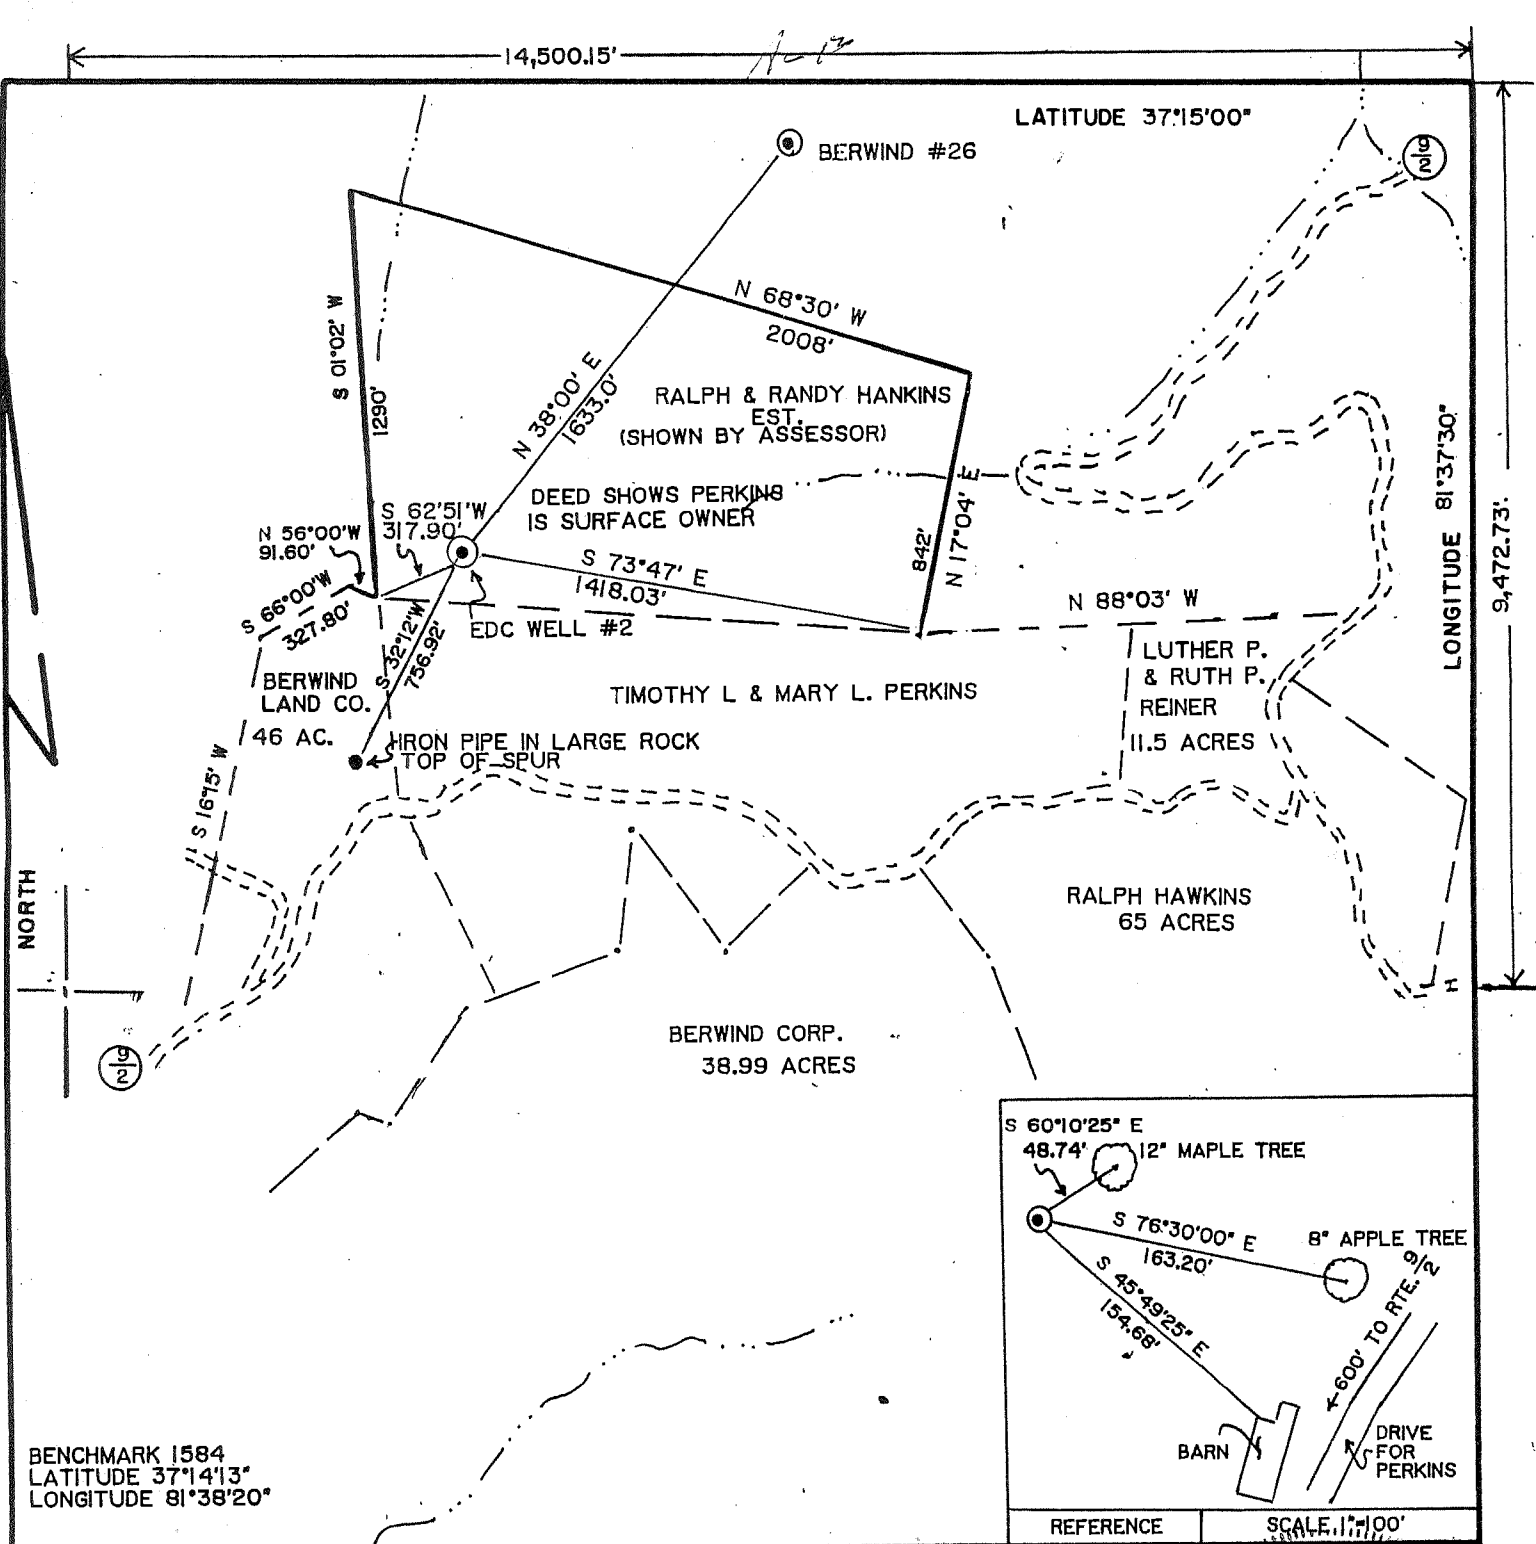 14,500.15'
LATITUDE 37°15'00"
BERWIND #26
9
2
N 68°30' W
2008'
S 01°02' W
1290'
N 38°00' E
1633.0'
RALPH & RANDY HANKINS
EST.
(SHOWN BY ASSESSOR)
DEED SHOWS PERKINS
IS SURFACE OWNER
842'
N 17°04' E
LONGITUDE 81°37'30"
9,472.73'
S 62'51'W
317.90'
N 56°00'W
91.60'
S 73°47' E
1418.03'
S 66°00'W
327.80'
EDC WELL #2
S 32°12'W
756.92'
N 88°03' W
LUTHER P.
& RUTH P.
REINER
11.5 ACRES
BERWIND
LAND CO.
46 AC.
TIMOTHY L & MARY L. PERKINS
IRON PIPE IN LARGE ROCK
TOP OF SPUR
S 16°15' W
NORTH
RALPH HAWKINS
65 ACRES
BERWIND CORP.
38.99 ACRES
9
2
S 60°10'25" E
48.74'
12" MAPLE TREE
S 76°30'00" E
163.20'
8" APPLE TREE
S 45°49'25" E
154.68'
600' TO RTE. 9/2
BARN
DRIVE
FOR
PERKINS
REFERENCE
SCALE 1"=100'
BENCHMARK 1584
LATITUDE 37°14'13"
LONGITUDE 81°38'20"